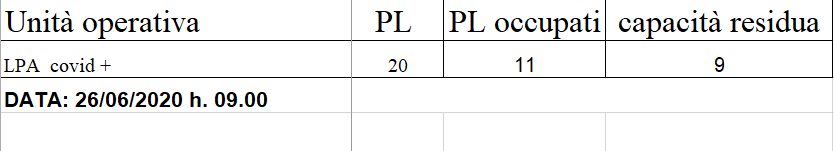 Unità operativa PL PL occupati capacità residua
LPA covid + 20 11 9
DATA: 26/06/2020 h. 09.00